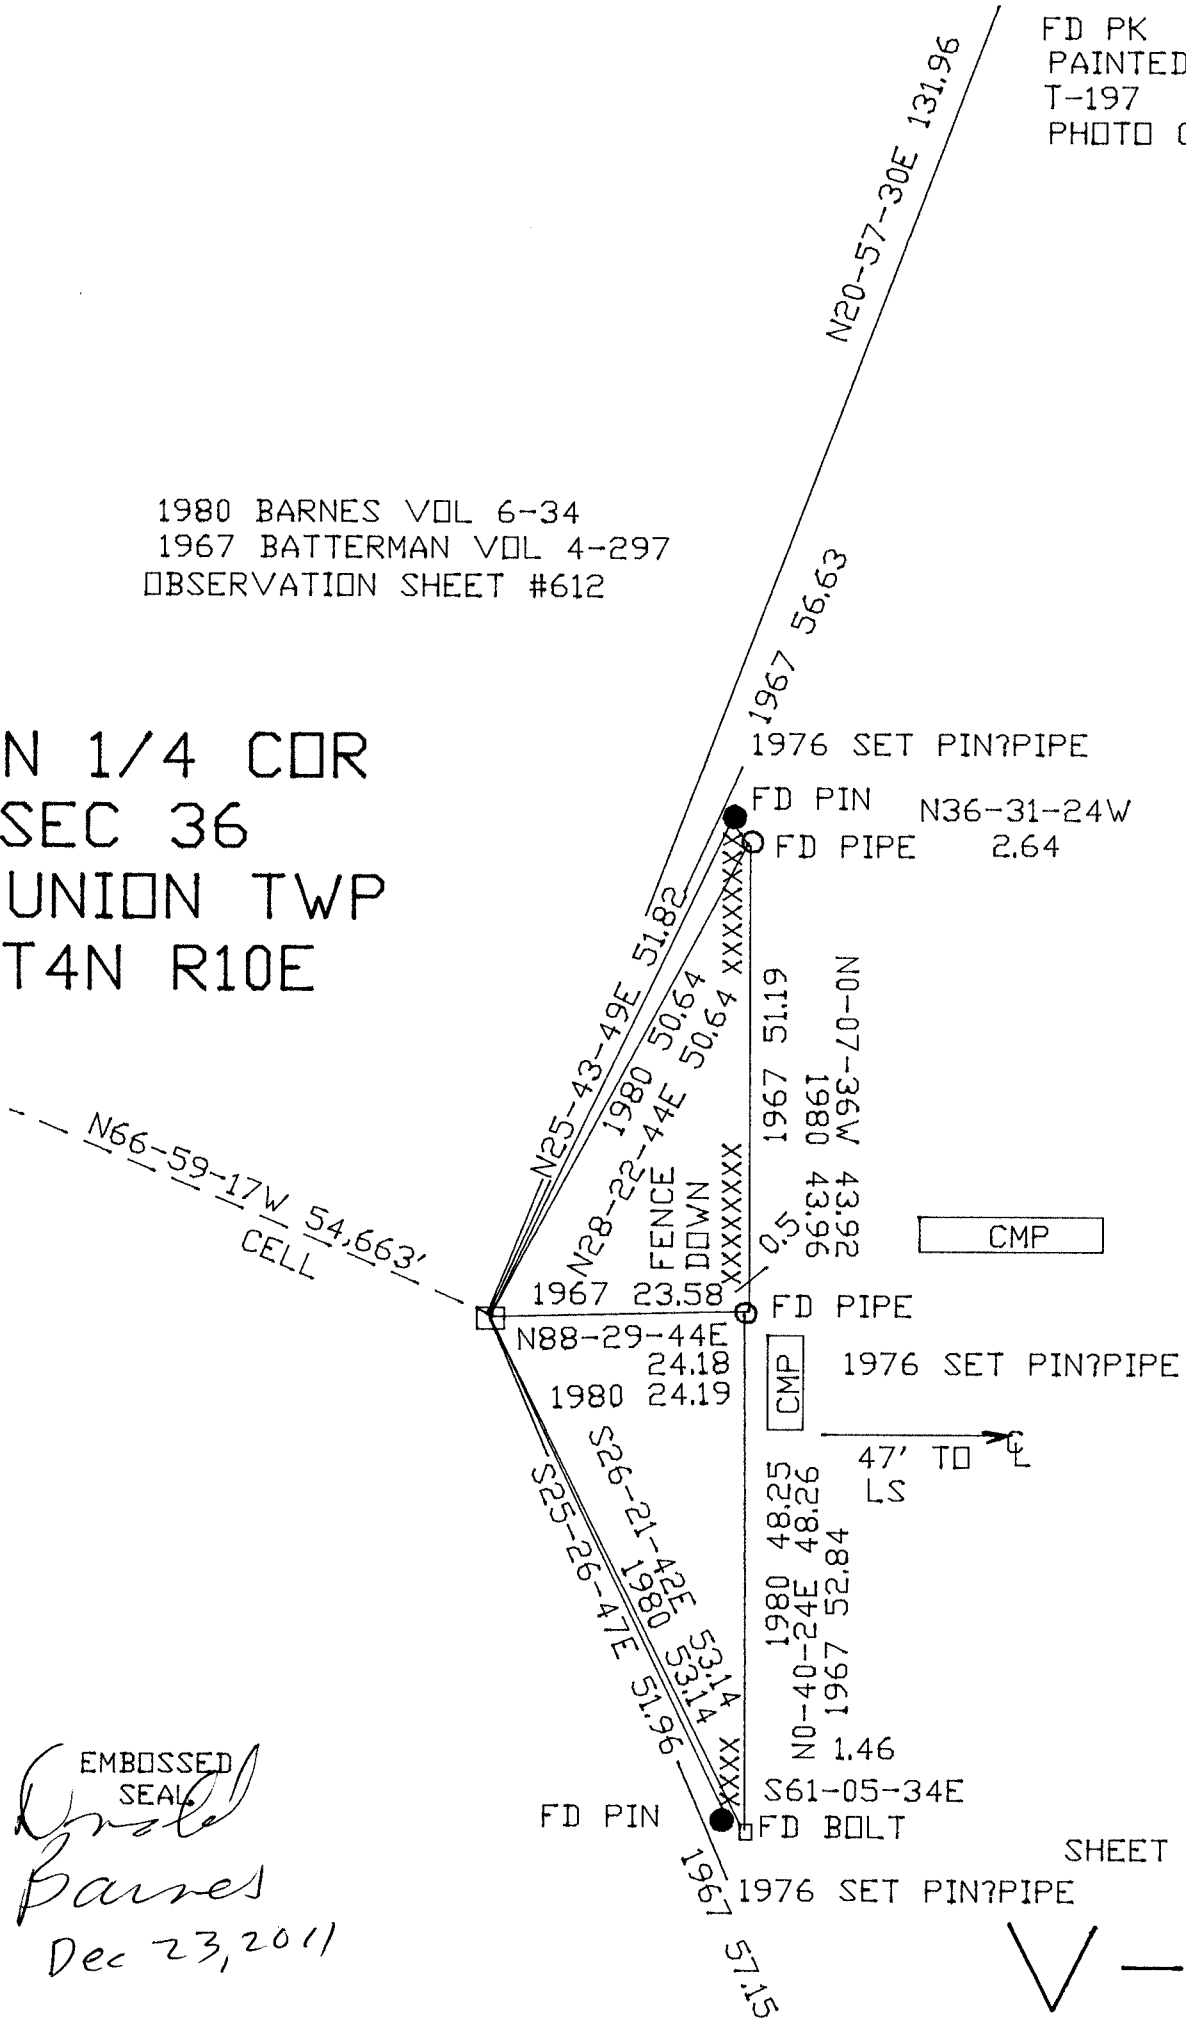 FD PK
PAINTED
T-197
PHOTO
N20-57-30E 131.96
1980 BARNES VOL 6-34
1967 BATTERMAN VOL 4-297
OBSERVATION SHEET #612
1967 56.63
N 1/4 COR
SEC 36
UNION TWP
T4N R10E
1976 SET PIN?PIPE
FD PIN
N36-31-24W
2.64
FD PIPE
N25-43-49E 51.82
1980 50.64
N28-22-44E 50.64
XXXXXXXXXX
FENCE
DOWN
XXXXXXXXXX
1967 51.19
1980 43.96
N0-07-36W 43.92
0.5
N66-59-17W 54,663'
CELL
CMP
1967 23.58
FD PIPE
N88-29-44E
24.18
1980 24.19
CMP
1976 SET PIN?PIPE
47' TO CL
LS
S26-21-42E 53.14
1980 53.14
S25-26-47E 51.96
XXXX
1980 48.25
N0-40-24E 48.26
1967 52.84
1.46
S61-05-34E
FD PIN
FD BOLT
1976 SET PIN?PIPE
1967 57.15
SHEET
V —
EMBOSSED
SEAL
Donald
Barnes
Dec 23, 2011